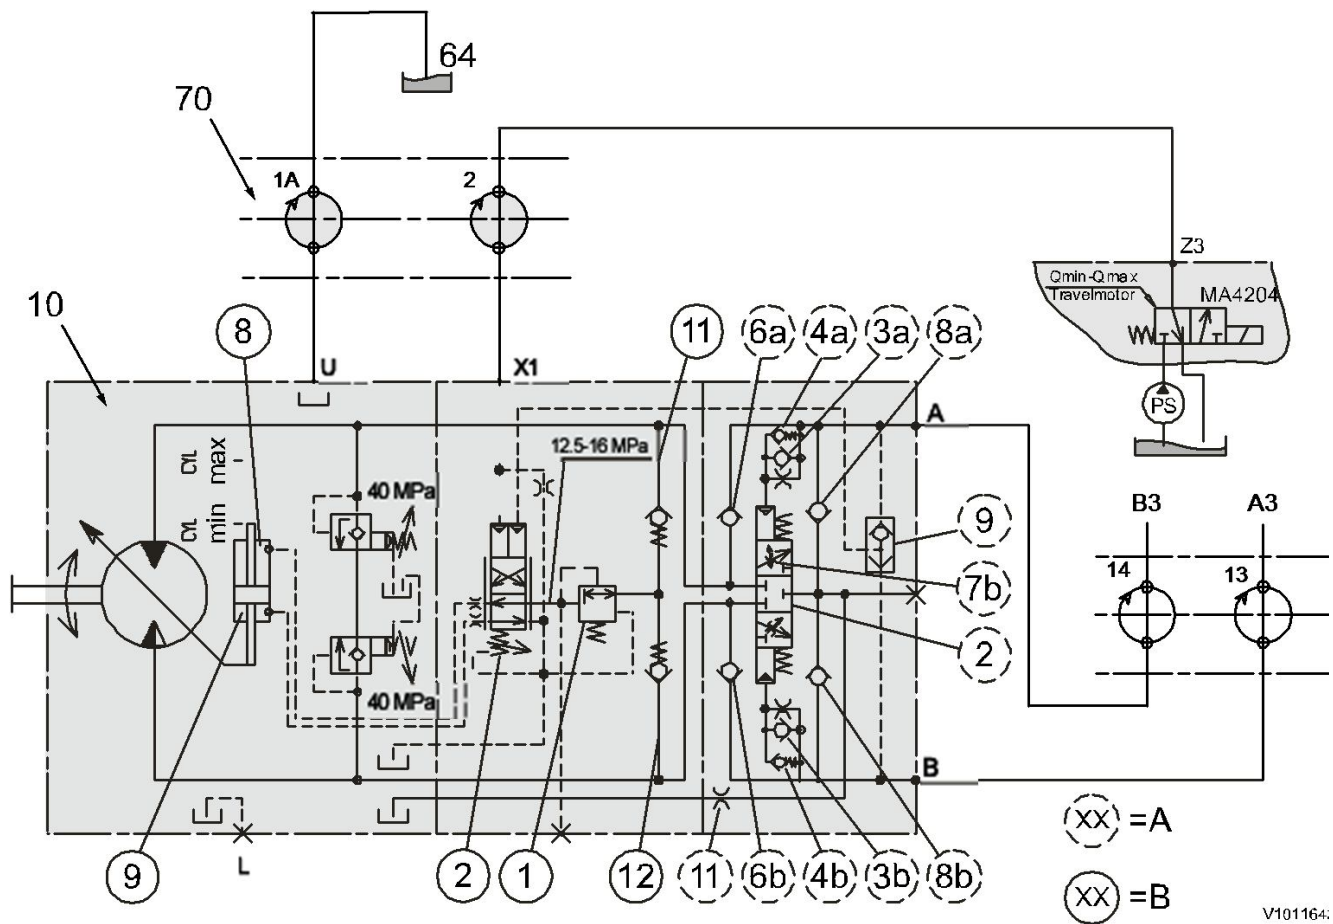 64
70
1A
2
Z3
Qmin-Qmax
Travelmotor
MA4204
10
8
11
6a
4a
3a
8a
U
X1
PS
A
12.5-16 MPa
CYL
max
40 MPa
CYL
min
B3
A3
9
14
13
7b
2
40 MPa
B
XX =A
L
9
2
1
12
11
6b
4b
3b
8b
XX =B